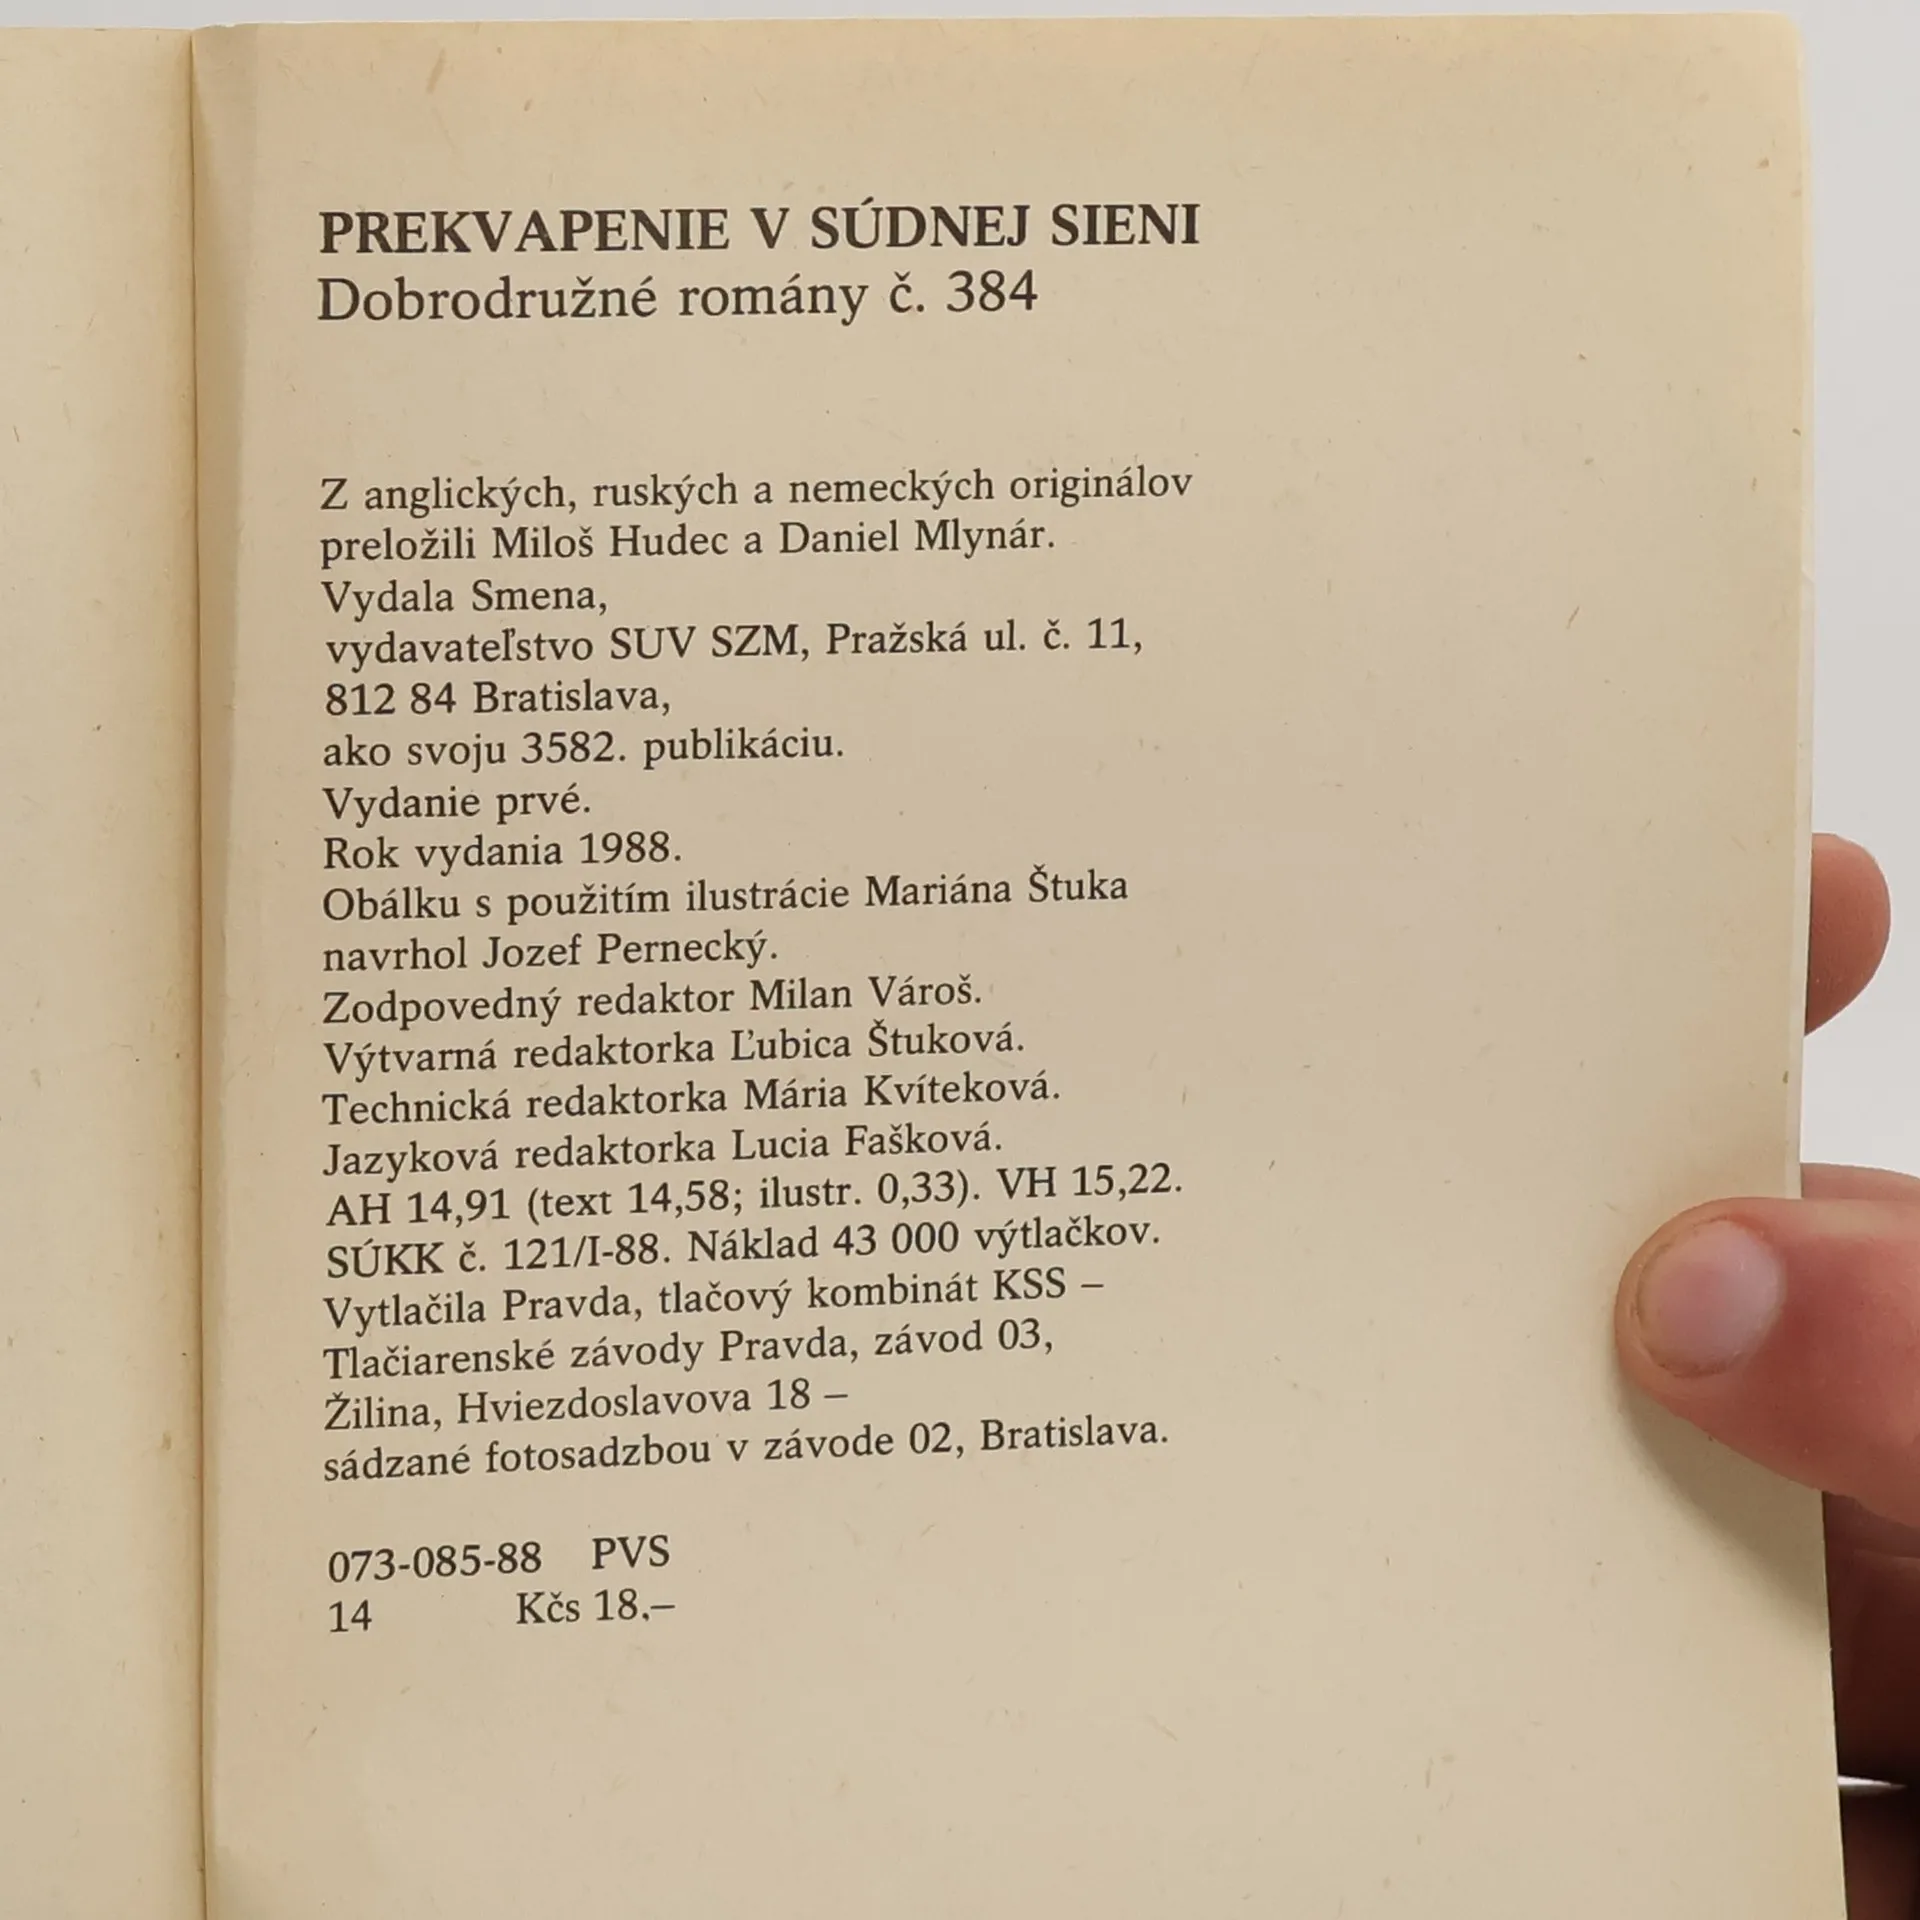 PREKVAPENIE V SÚDNEJ SIENI
Dobrodružné romány č. 384
Z anglických, ruských a nemeckých originálov
preložili Miloš Hudec a Daniel Mlynár.
Vydala Smena,
vydavateľstvo SUV SZM, Pražská ul. č. 11,
812 84 Bratislava,
ako svoju 3582. publikáciu.
Vydanie prvé.
Rok vydania 1988.
Obálku s použitím ilustrácie Mariána Štuka
navrhol Jozef Pernecký.
Zodpovedný redaktor Milan Vároš.
Výtvarná redaktorka Ľubica Štuková.
Technická redaktorka Mária Kvíteková.
Jazyková redaktorka Lucia Fašková.
AH 14,91 (text 14,58; ilustr. 0,33). VH 15,22.
SÚKK č. 121/I-88. Náklad 43 000 výtlačkov.
Vytlačila Pravda, tlačový kombinát KSS –
Tlačiarenské závody Pravda, závod 03,
Žilina, Hviezdoslavova 18 –
sádzané fotosadzbou v závode 02, Bratislava.
073-085-88 PVS
14 Kčs 18.–